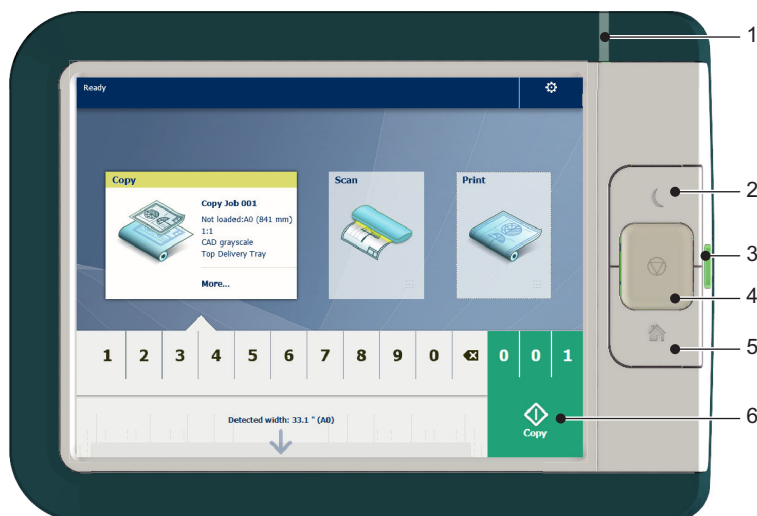 1
Ready
2
Copy
Copy Job 001
Not loaded:A0 (841 mm)
1:1
CAD grayscale
Top Delivery Tray
More...
Scan
Print
3
4
5
1 2 3 4 5 6 7 8 9 0 0 0 1
Detected width: 33.1 " (A0)
Copy
6